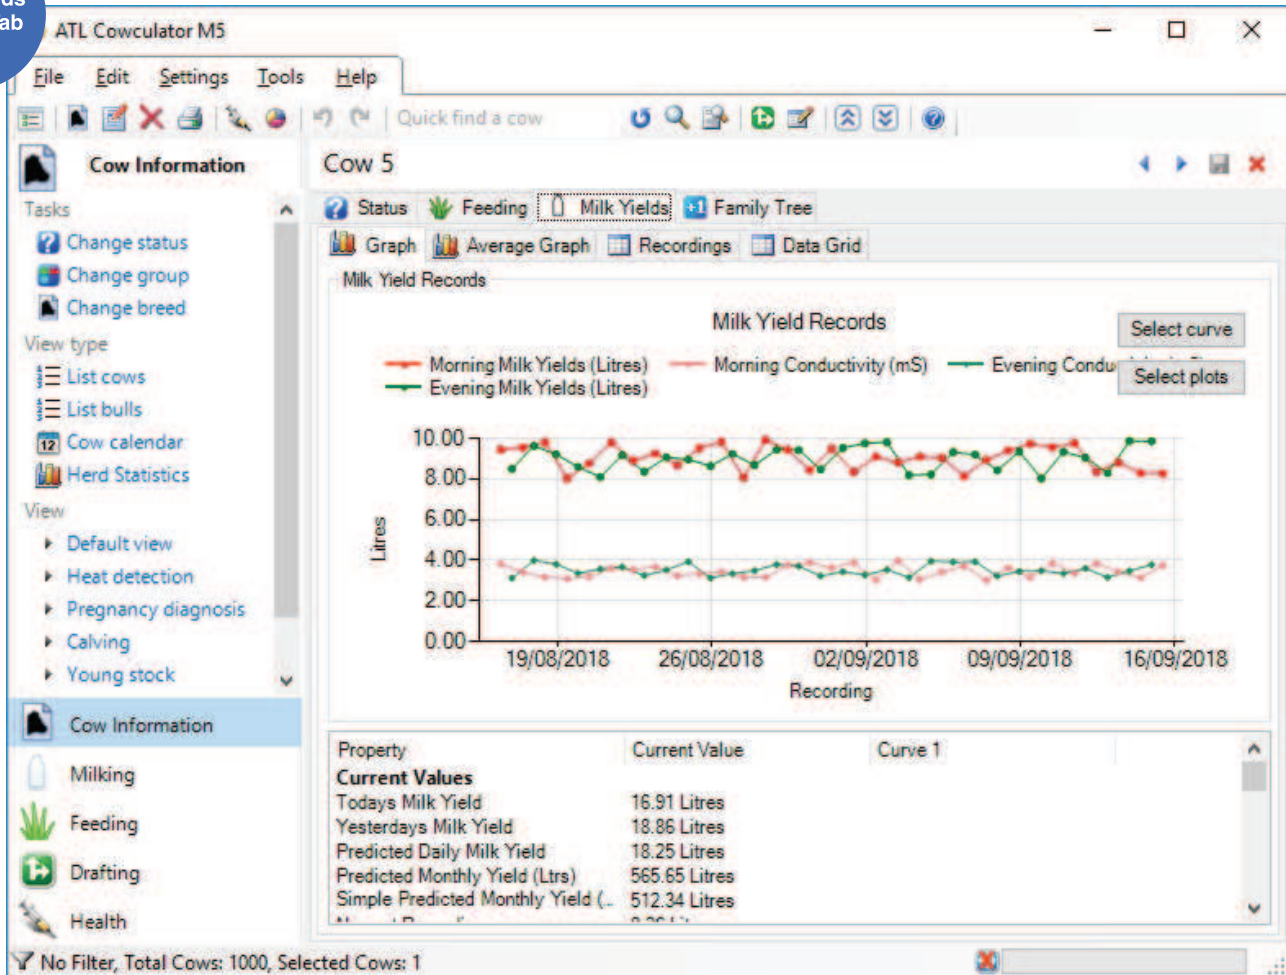 ds
ab
ATL Cowculator M5
File Edit Settings Tools Help
Quick find a cow
Cow Information
Cow 5
Tasks
Change status
Change group
Change breed
View type
List cows
List bulls
12 Cow calendar
Herd Statistics
View
Default view
Heat detection
Pregnancy diagnosis
Calving
Young stock
Cow Information
Milking
Feeding
Drafting
Health
Status Feeding Milk Yields +1 Family Tree
Graph Average Graph Recordings Data Grid
Milk Yield Records
Milk Yield Records
Select curve
Select plots
Morning Milk Yields (Litres) Morning Conductivity (mS) Evening Condu
Evening Milk Yields (Litres)
10.00
8.00
6.00
4.00
2.00
0.00
Litres
19/08/2018 26/08/2018 02/09/2018 09/09/2018 16/09/2018
Recording
Property Current Value Curve 1
Current Values
Todays Milk Yield 16.91 Litres
Yesterdays Milk Yield 18.86 Litres
Predicted Daily Milk Yield 18.25 Litres
Predicted Monthly Yield (Ltrs) 565.65 Litres
Simple Predicted Monthly Yield (.. 512.34 Litres
No Filter, Total Cows: 1000, Selected Cows: 1